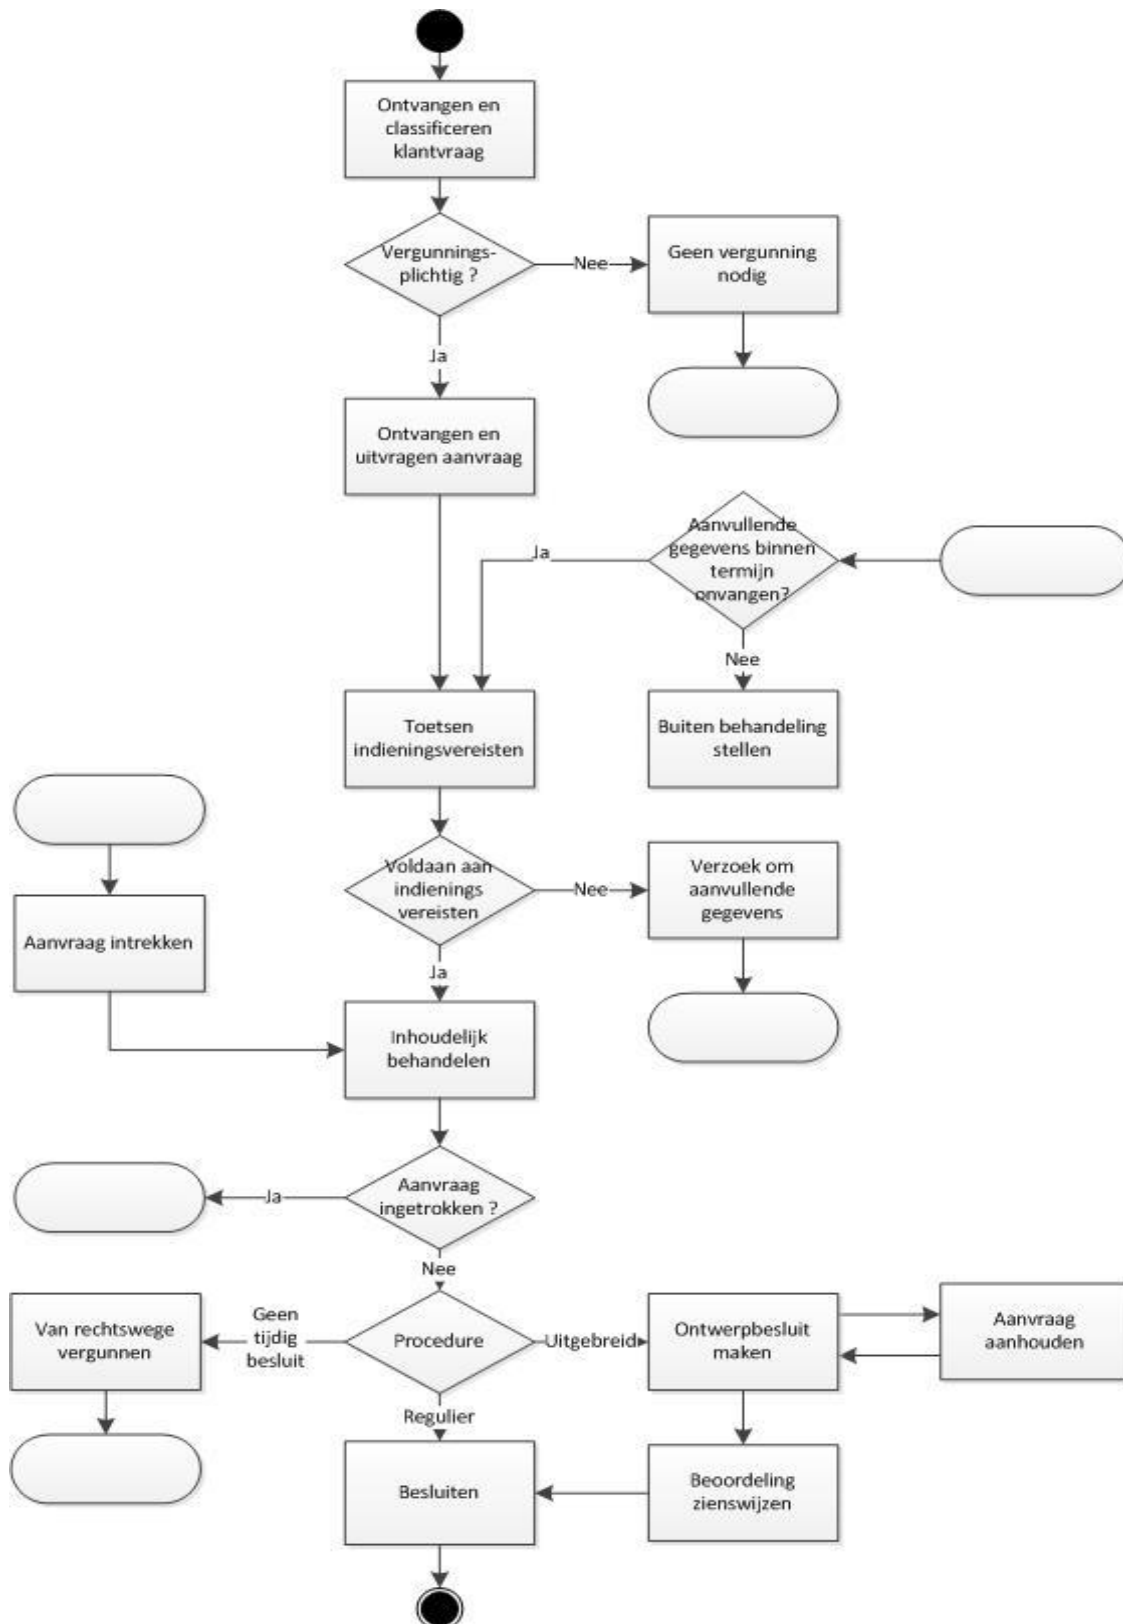 Ontvangen en
classificeren
klantvraag
Vergunnings-
plichtig ?
Nee
Geen vergunning
nodig
Ja
Ontvangen en
uitvragen aanvraag
Aanvullende
gegevens binnen
termijn
onvangen?
Ja
Nee
Toetsen
indieningsvereisten
Buiten behandeling
stellen
Voldaan aan
indienings
vereisten
Nee
Verzoek om
aanvullende
gegevens
Aanvraag intrekken
Ja
Inhoudelijk
behandelen
Aanvraag
ingetrokken ?
Ja
Nee
Van rechtswege
vergunnen
Geen
tijdig
besluit
Procedure
Uitgebreid
Ontwerpbesluit
maken
Aanvraag
aanhouden
Regulier
Besluiten
Beoordeling
zienswijzen